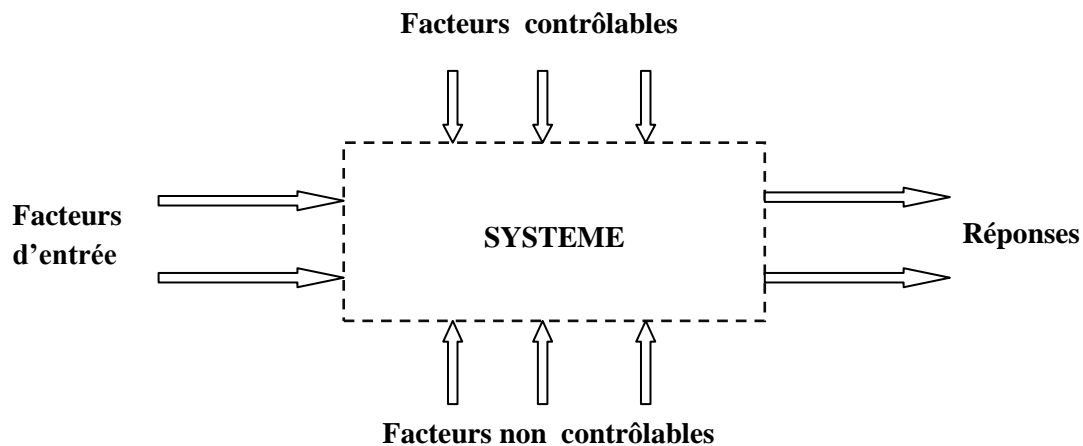 Facteurs contrôlables
Facteurs
d’entrée
SYSTEME
Réponses
Facteurs non contrôlables